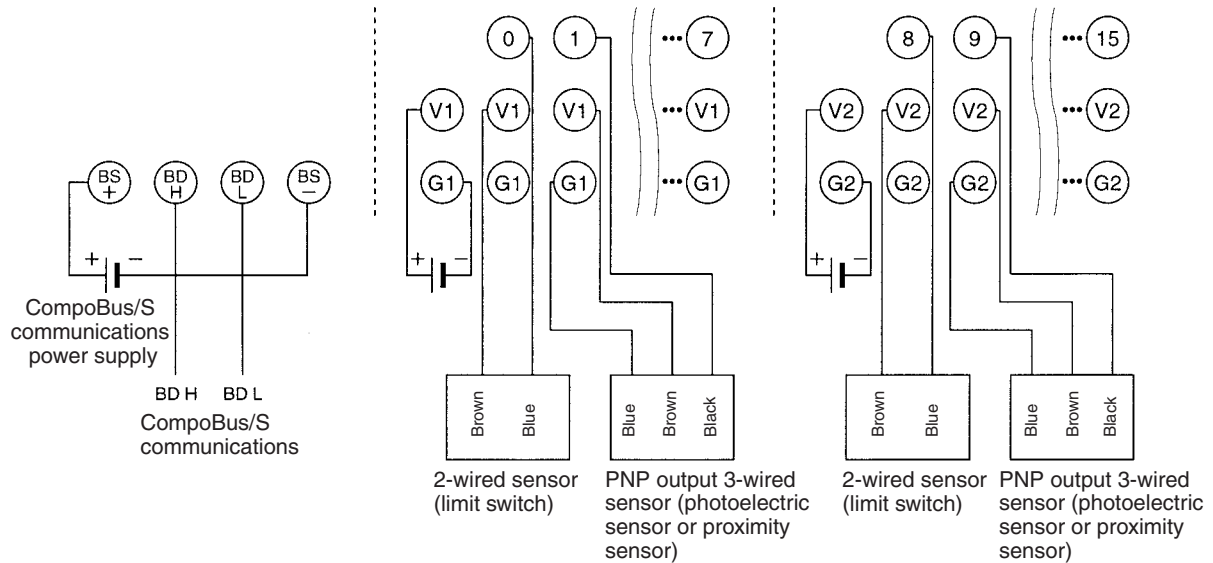 0 1 ••• 7
8 9 ••• 15
V1 V1 V1 ••• V1
V2 V2 V2 ••• V2
BS + BD H BD L BS −
G1 G1 G1 ••• G1
G2 G2 G2 ••• G2
+ −
+ −
+ −
CompoBus/S
communications
power supply
BD H BD L
CompoBus/S
communications
Brown Blue
Blue Brown Black
Brown Blue
Blue Brown Black
2-wired sensor
(limit switch)
PNP output 3-wired
sensor (photoelectric
sensor or proximity
sensor)
2-wired sensor
(limit switch)
PNP output 3-wired
sensor (photoelectric
sensor or proximity
sensor)